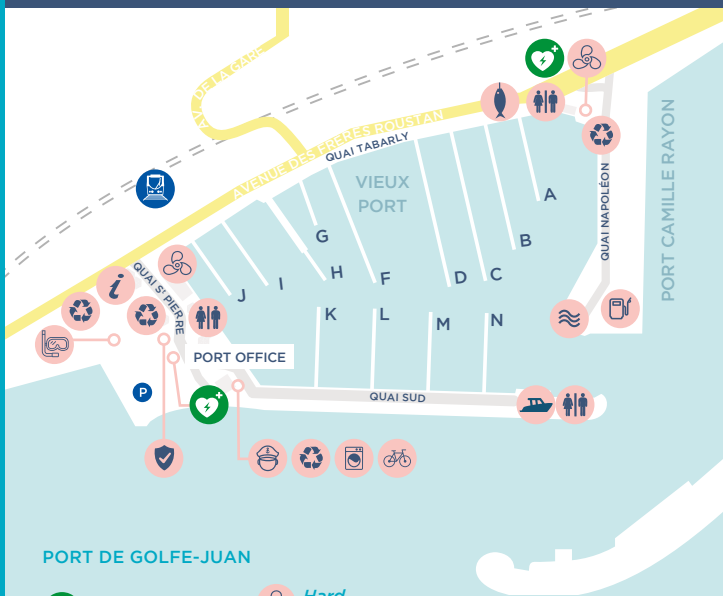 AV. DE LA GARE
AVENUE DES FRÈRES ROUSTAN
QUAI TABARLY
VIEUX
PORT
PORT CAMILLE RAYON
QUAI NAPOLÉON
A
B
G
H
F
D
C
J
I
K
L
M
N
QUAI ST PIERRE
i
PORT OFFICE
P
QUAI SUD
PORT DE GOLFE-JUAN
Hard